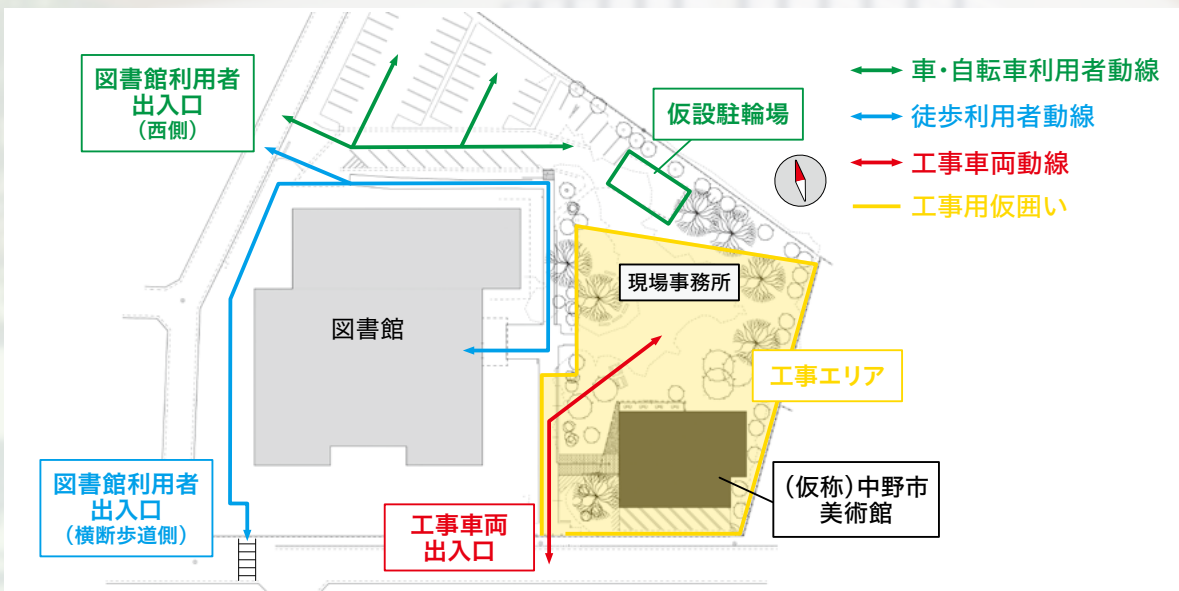 図書館利用者
出入口
（西側）
仮設駐輪場
車・自転車利用者動線
徒歩利用者動線
工事車両動線
工事用仮囲い
現場事務所
図書館
工事エリア
図書館利用者
出入口
（横断歩道側）
工事車両
出入口
（仮称）中野市
美術館